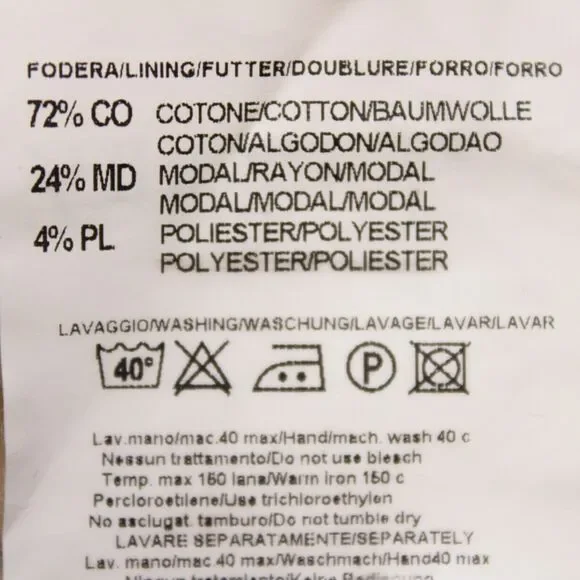 FODERA/LINING/FUTTER/DOUBLURE/FORRO/FORRO
72% CO COTONE/COTTON/BAUMWOLLE
COTON/ALGODON/ALGODAO
24% MD MODAL/RAYON/MODAL
MODAL/MODAL/MODAL
4% PL POLIESTER/POLYESTER
POLYESTER/POLIESTER
LAVAGGIO/WASHING/WASCHUNG/LAVAGE/LAVAR/LAVAR
40° P
Lav.mano/mac.40 max/Hand/mach. wash 40 c
Nessun trattamento/Do not use bleach
Temp. max 150 lana/Warm iron 150 c
Percloroetilene/Use trichloroethylen
No asciugat. tamburo/Do not tumble dry
LAVARE SEPARATAMENTE/SEPARATELY
Lav. mano/mac.40 max/Waschmach/Hand40 max
Nissun trattamento/Keine